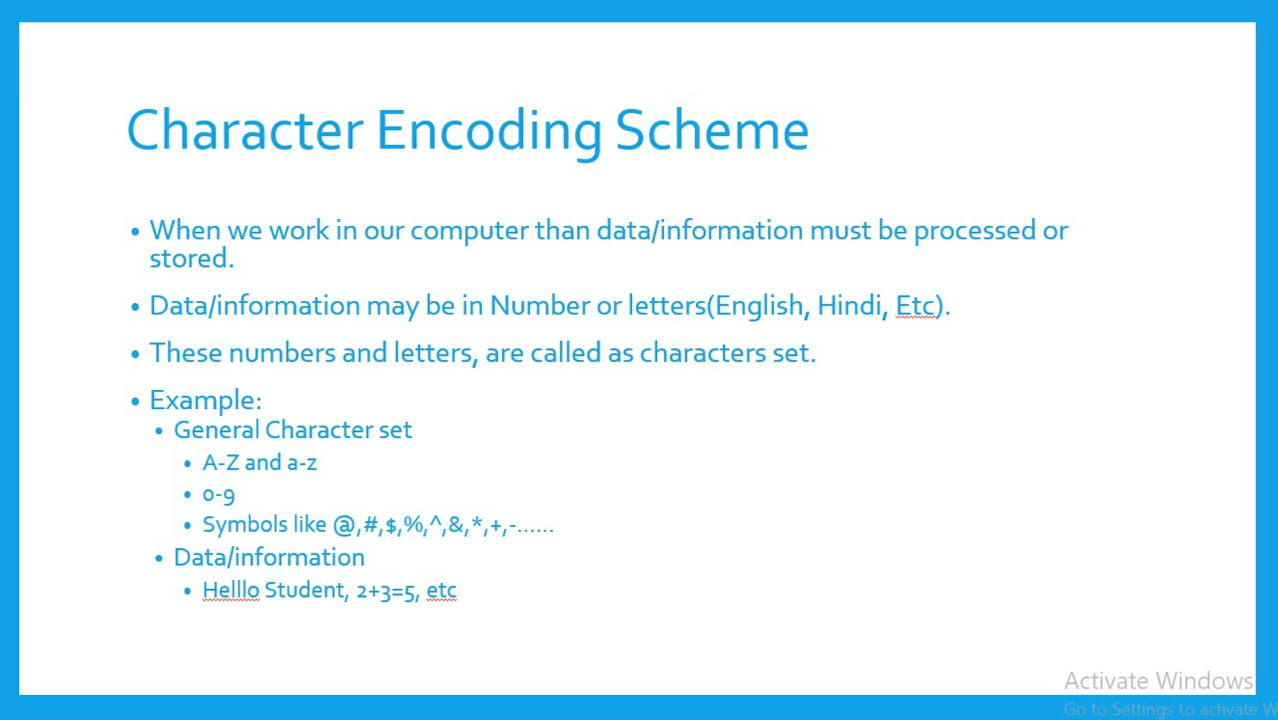 Character Encoding Scheme
• When we work in our computer than data/information must be processed or
stored.
• Data/information may be in Number or letters(English, Hindi, Etc).
• These numbers and letters, are called as characters set.
• Example:
• General Character set
• A-Z and a-z
• 0-9
• Symbols like @,#,$,%,^,&,*,+,-......
• Data/information
• Helllo Student, 2+3=5, etc
Activate Windows
Go to Settings to activate W